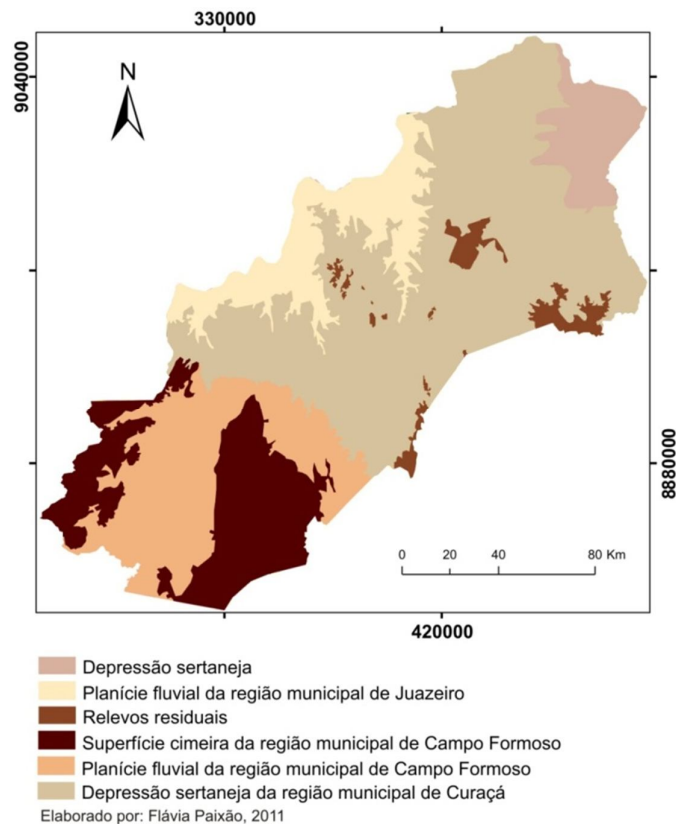 330000
9040000
N
8880000
0 20 40 80 Km
420000
Depressão sertaneja
Planície fluvial da região municipal de Juazeiro
Relevos residuais
Superfície cimeira da região municipal de Campo Formoso
Planície fluvial da região municipal de Campo Formoso
Depressão sertaneja da região municipal de Curaçá
Elaborado por: Flávia Paixão, 2011